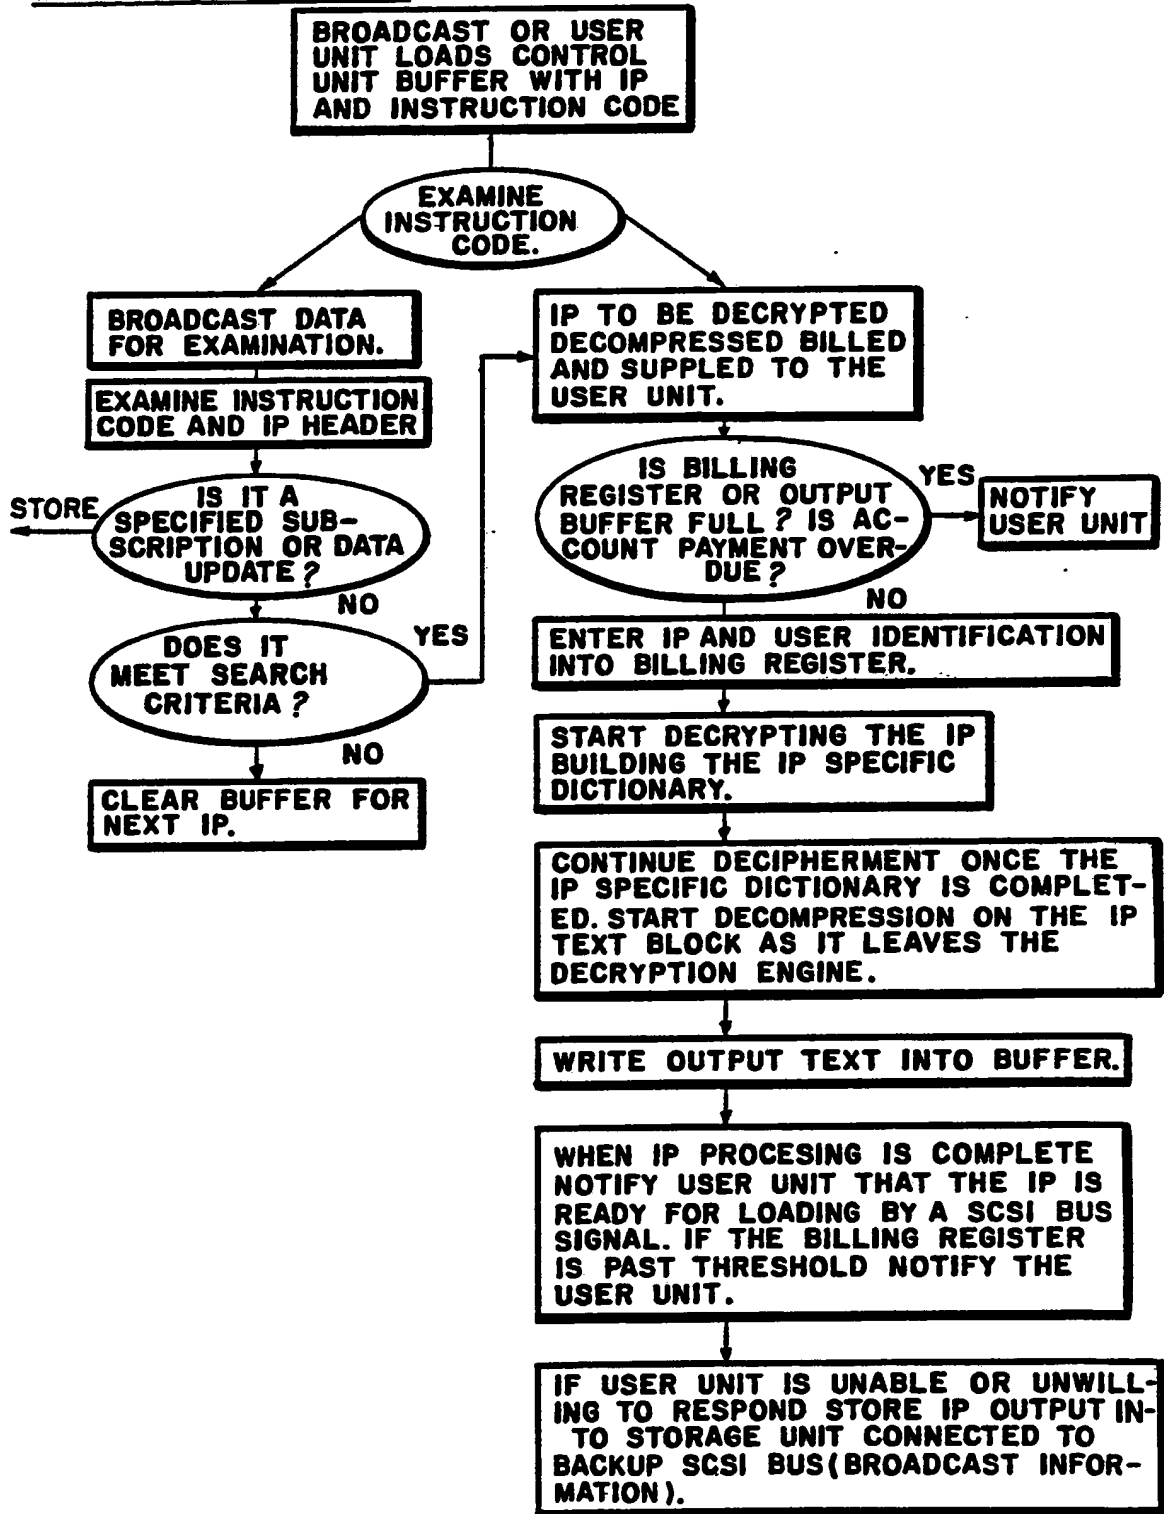 BROADCAST OR USER
UNIT LOADS CONTROL
UNIT BUFFER WITH IP
AND INSTRUCTION CODE
EXAMINE
INSTRUCTION
CODE.
BROADCAST DATA
FOR EXAMINATION.
EXAMINE INSTRUCTION
CODE AND IP HEADER
IS IT A
SPECIFIED SUB-
SCRIPTION OR DATA
UPDATE?
STORE
NO
DOES IT
MEET SEARCH
CRITERIA?
YES
NO
CLEAR BUFFER FOR
NEXT IP.
IP TO BE DECRYPTED
DECOMPRESSED BILLED
AND SUPPLED TO THE
USER UNIT.
IS BILLING
REGISTER OR OUTPUT
BUFFER FULL? IS AC-
COUNT PAYMENT OVER-
DUE?
YES
NOTIFY
USER UNIT
NO
ENTER IP AND USER IDENTIFICATION
INTO BILLING REGISTER.
START DECRYPTING THE IP
BUILDING THE IP SPECIFIC
DICTIONARY.
CONTINUE DECIPHERMENT ONCE THE
IP SPECIFIC DICTIONARY IS COMPLET-
ED. START DECOMPRESSION ON THE IP
TEXT BLOCK AS IT LEAVES THE
DECRYPTION ENGINE.
WRITE OUTPUT TEXT INTO BUFFER.
WHEN IP PROCESING IS COMPLETE
NOTIFY USER UNIT THAT THE IP IS
READY FOR LOADING BY A SCSI BUS
SIGNAL. IF THE BILLING REGISTER
IS PAST THRESHOLD NOTIFY THE
USER UNIT.
IF USER UNIT IS UNABLE OR UNWILL-
ING TO RESPOND STORE IP OUTPUT IN-
TO STORAGE UNIT CONNECTED TO
BACKUP SCSI BUS (BROADCAST INFOR-
MATION).